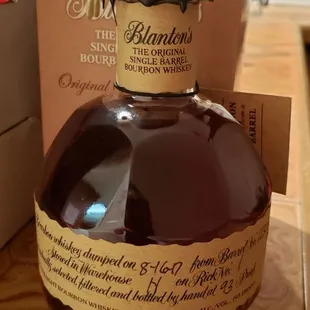 THE
SINGLE
BOURBO
Original
Blanton's
THE ORIGINAL
SINGLE BARREL
BOURBON WHISKEY
BARREL
Bourbon whiskey dumped on 8-16-17 from Barrel
Stored in Warehouse H on Rick No.
selected, filtered and bottled by hand at 93 Proof
BOURBON WHISKEY